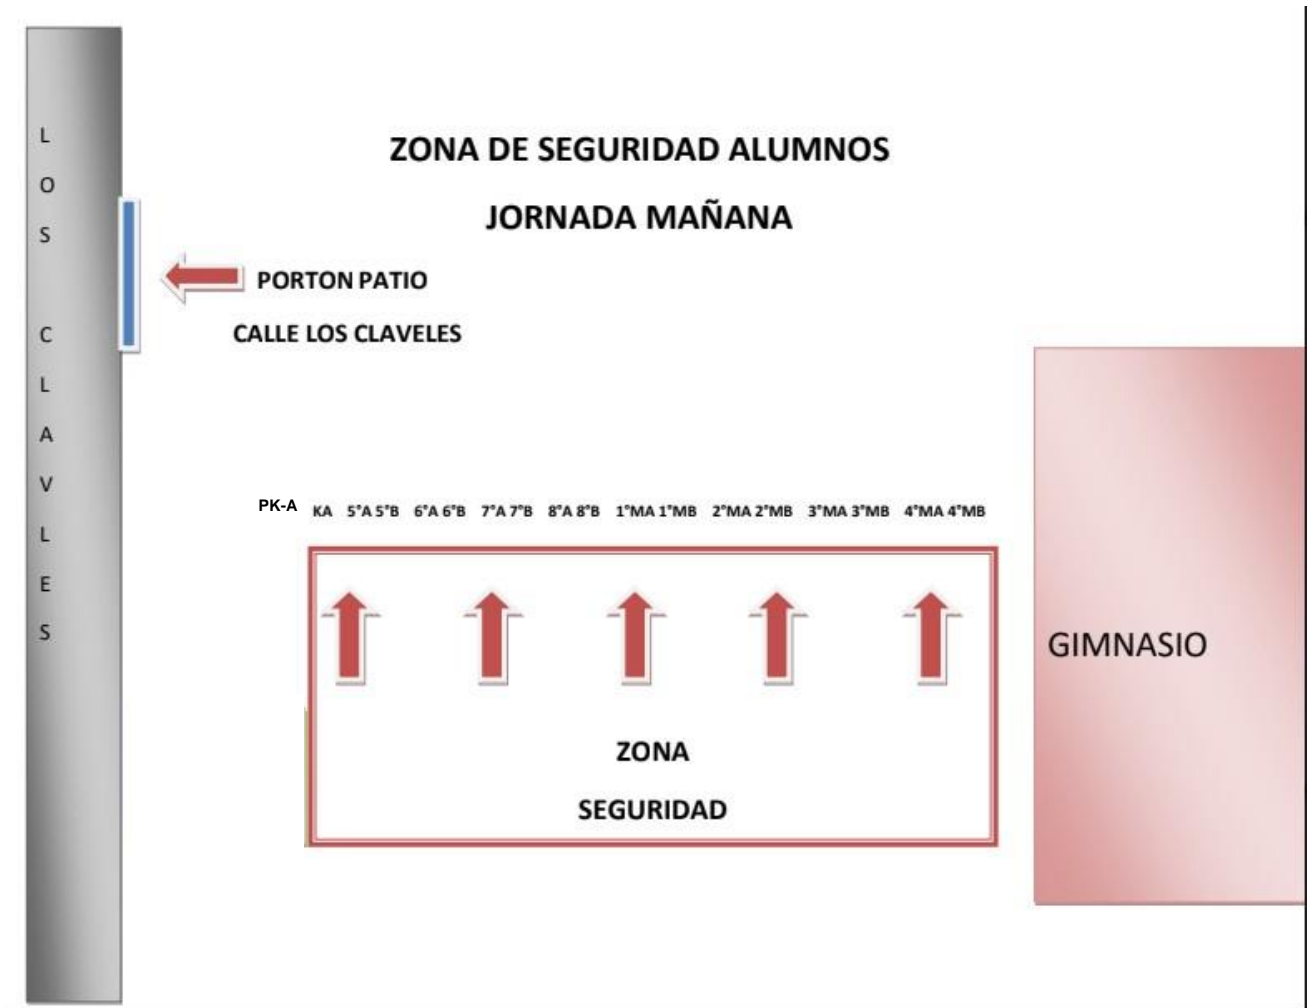 ZONA DE SEGURIDAD ALUMNOS
JORNADA MAÑANA
LOS CLAVLES
PORTON PATIO
CALLE LOS CLAVELES
PK-A KA 5°A 5°B 6°A 6°B 7°A 7°B 8°A 8°B 1°MA 1°MB 2°MA 2°MB 3°MA 3°MB 4°MA 4°MB
GIMNASIO
ZONA
SEGURIDAD